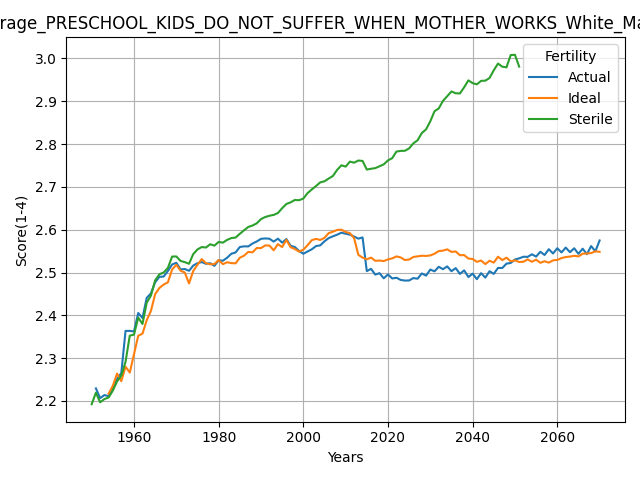 rage_PRESCHOOL_KIDS_DO_NOT_SUFFER_WHEN_MOTHER_WORKS_White_Ma
Fertility
Actual
Ideal
Sterile
Score(1-4)
3.0
2.9
2.8
2.7
2.6
2.5
2.4
2.3
2.2
1960 1980 2000 2020 2040 2060
Years